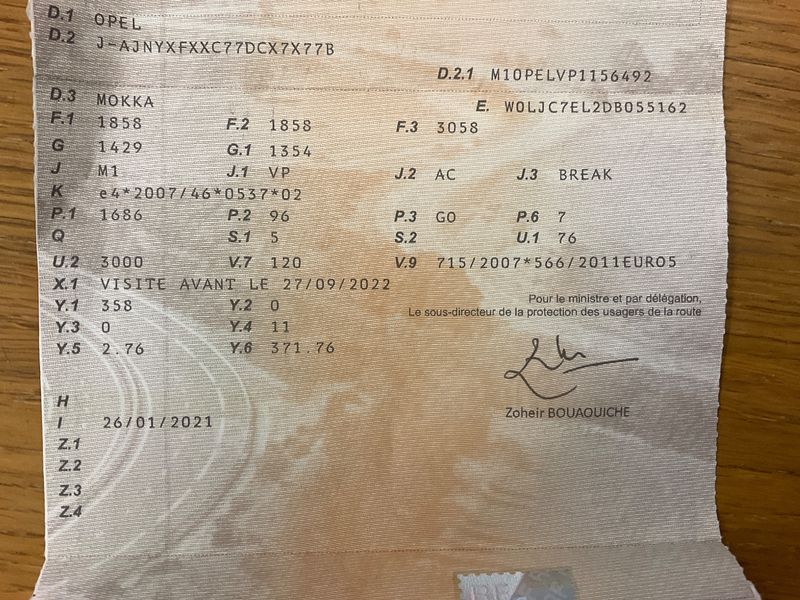 D.1 OPEL
D.2 J-AJNYXFXXC77DCX7X77B
D.2.1 M10PELVP1156492
D.3 MOKKA E. W0LJC7EL2DB055162
F.1 1858 F.2 1858 F.3 3058
G 1429 G.1 1354
J M1 J.1 VP J.2 AC J.3 BREAK
K e4*2007/46*0537*02
P.1 1686 P.2 96 P.3 GO P.6 7
Q S.1 5 S.2 U.1 76
U.2 3000 V.7 120 V.9 715/2007*566/2011EURO5
X.1 VISITE AVANT LE 27/09/2022
Y.1 358 Y.2 0
Pour le ministre et par délégation,
Le sous-directeur de la protection des usagers de la route
Y.3 0 Y.4 11
Y.5 2.76 Y.6 371.76
H
Zoheir BOUAOUICHE
I 26/01/2021
Z.1
Z.2
Z.3
Z.4